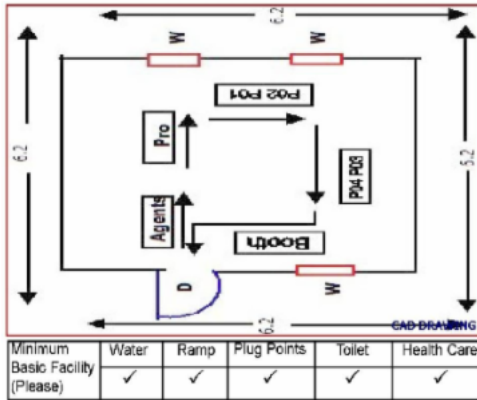 6.2
W
W
P02 P01
6.2
Pro
P04 P03
5.2
Agents
Booth
D
W
6.2
CAD DRAWING
Minimum Basic Facility (Please)
Water
Ramp
Plug Points
Toilet
Health Care
✓
✓
✓
✓
✓